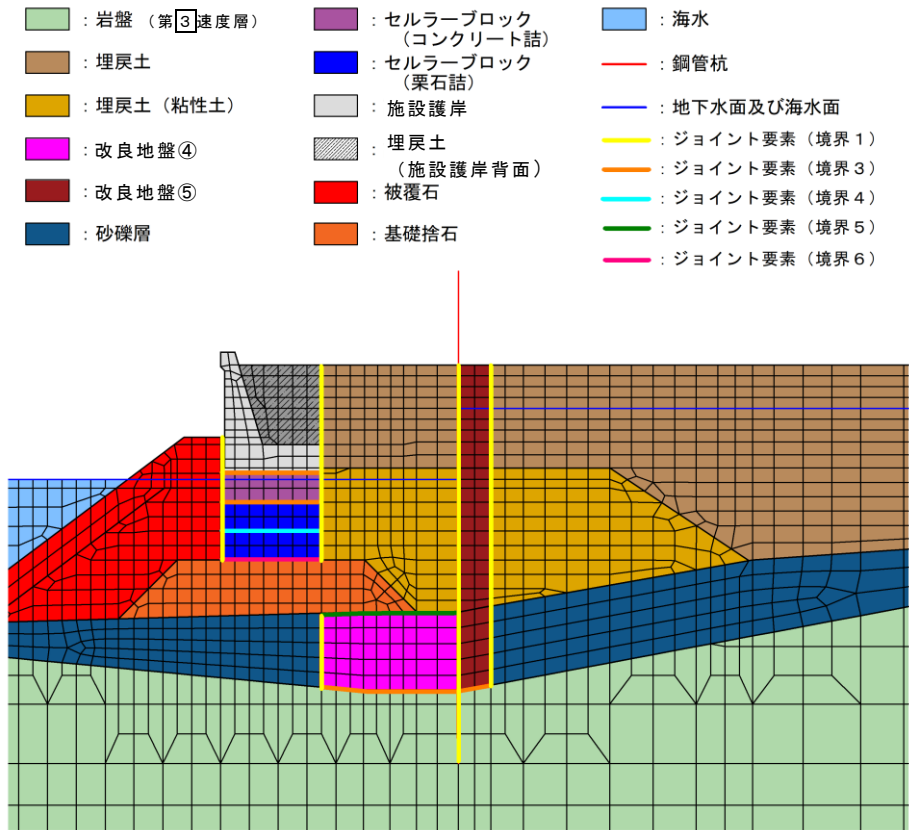 ：岩盤（第3速度層）
：埋戻土
：埋戻土（粘性土）
：改良地盤④
：改良地盤⑤
：砂礫層
：セルラーブロック
（コンクリート詰）
：セルラーブロック
（栗石詰）
：施設護岸
：埋戻土
（施設護岸背面）
：被覆石
：基礎捨石
：海水
：鋼管杭
：地下水面及び海水面
：ジョイント要素（境界１）
：ジョイント要素（境界３）
：ジョイント要素（境界４）
：ジョイント要素（境界５）
：ジョイント要素（境界６）